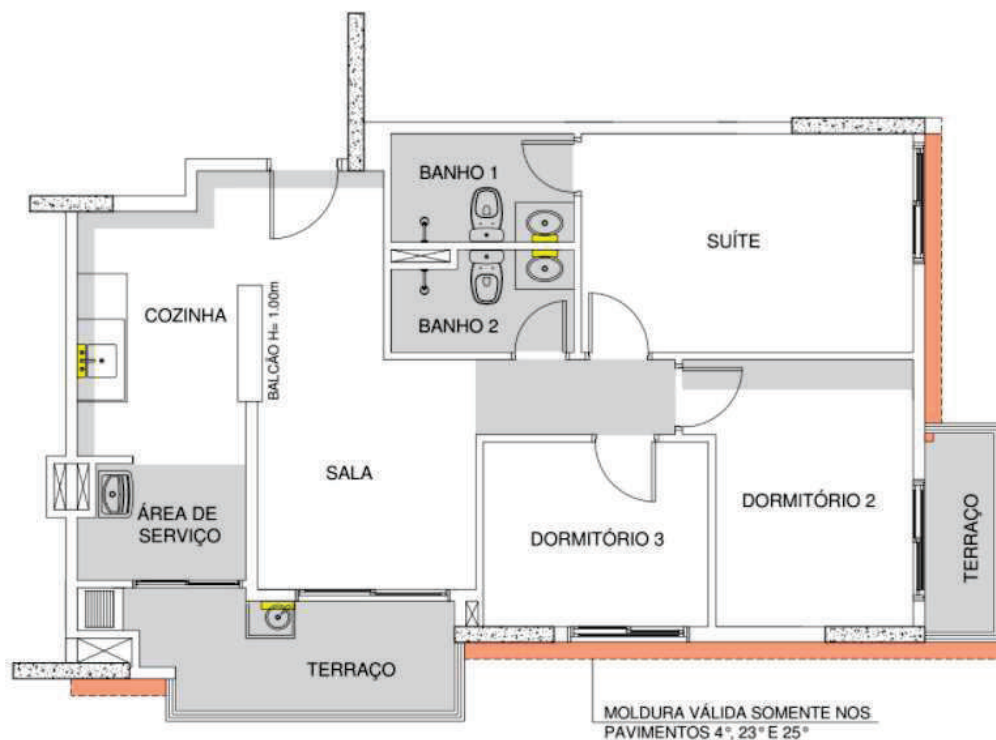 BANHO 1
SUÍTE
COZINHA
BALCÃO H= 1.00m
BANHO 2
SALA
ÁREA DE
SERVIÇO
DORMITÓRIO 3
DORMITÓRIO 2
TERRAÇO
TERRAÇO
MOLDURA VÁLIDA SOMENTE NOS
PAVIMENTOS 4°, 23° E 25°